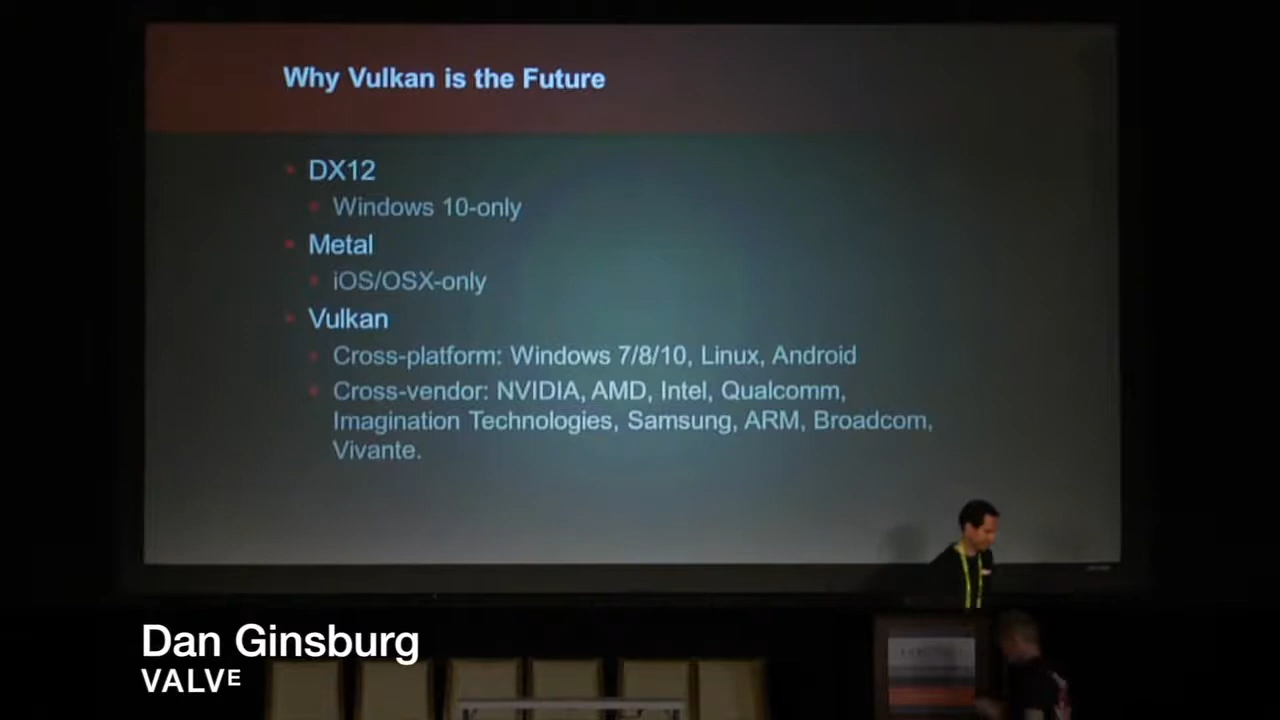 Why Vulkan is the Future
DX12
Windows 10-only
Metal
iOS/OSX-only
Vulkan
Cross-platform: Windows 7/8/10, Linux, Android
Cross-vendor: NVIDIA, AMD, Intel, Qualcomm,
Imagination Technologies, Samsung, ARM, Broadcom,
Vivante.
Dan Ginsburg
VALVE